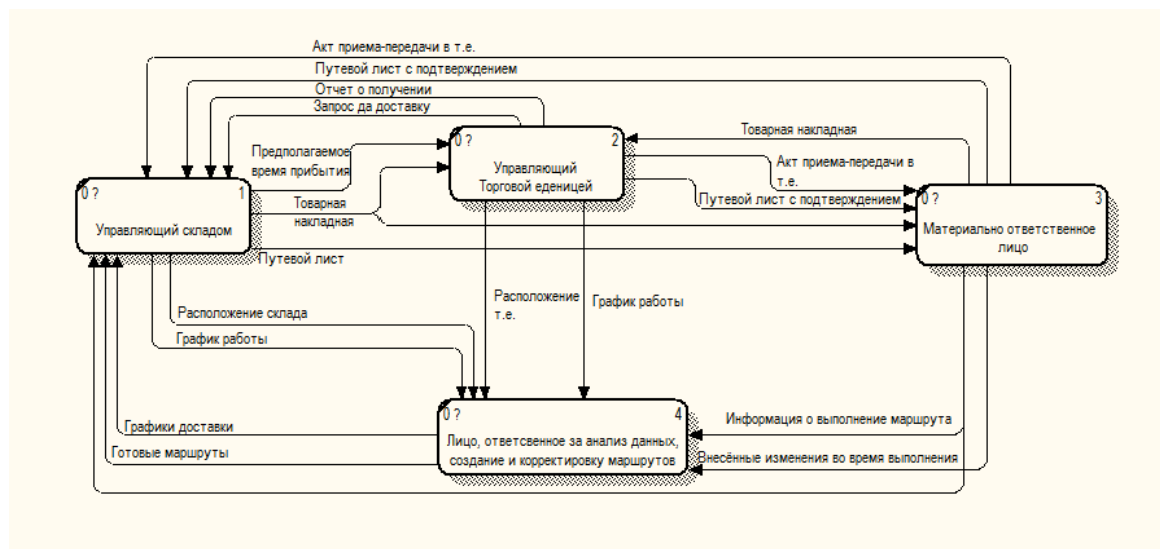 Акт приема-передачи в т.е.
Путевой лист с подтверждением
Отчет о получении
Запрос да доставку
Предполагаемое
время прибытия
Товарная
накладная
0 ?
2
Управляющий
Торговой еденицей
Товарная накладная
Акт приема-передачи в
т.е.
Путевой лист с подтверждением
0 ?
1
Управляющий складом
0 ?
3
Материально ответственное
лицо
Путевой лист
Расположение склада
График работы
Расположение
т.е.
График работы
0 ?
4
Лицо, ответсвенное за анализ данных,
создание и корректировку маршрутов
Графики доставки
Готовые маршруты
Информация о выполнение маршрута
Внесённые изменения во время выполнения